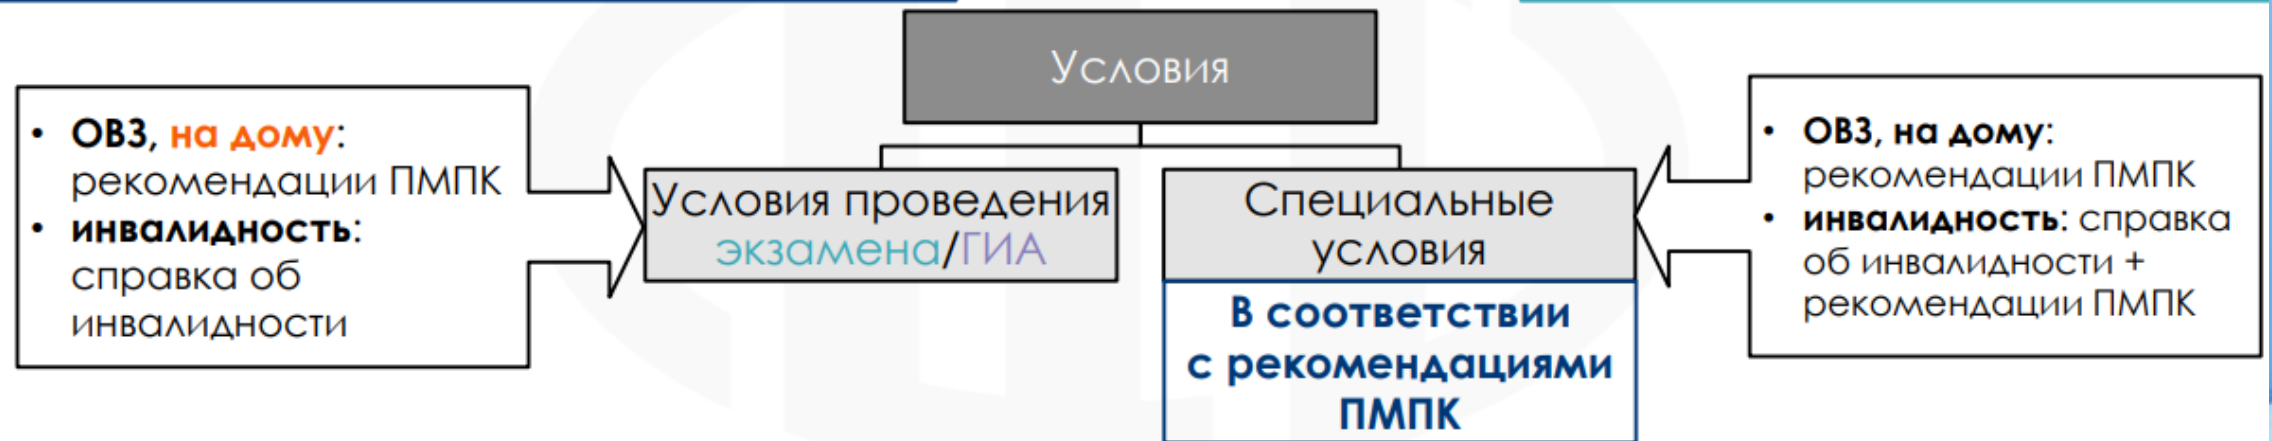 Условия
• ОВЗ, на дому:
рекомендации ПМПК
• инвалидность:
справка об
инвалидности
Условия проведения
экзамена/ГИА
Специальные
условия
В соответствии
с рекомендациями
ПМПК
• ОВЗ, на дому:
рекомендации ПМПК
• инвалидность: справка
об инвалидности +
рекомендации ПМПК